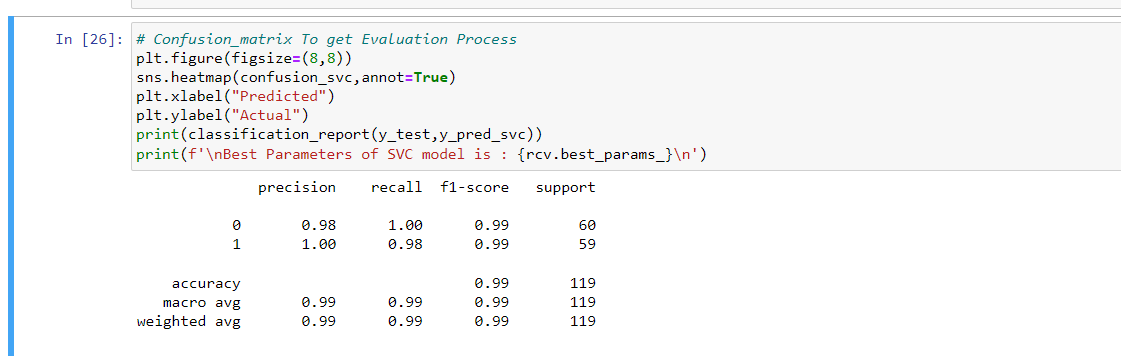 In [26]: # Confusion_matrix To get Evaluation Process
plt.figure(figsize=(8,8))
sns.heatmap(confusion_svc,annot=True)
plt.xlabel("Predicted")
plt.ylabel("Actual")
print(classification_report(y_test,y_pred_svc))
print(f'\nBest Parameters of SVC model is : {rcv.best_params_}\n')
precision recall f1-score support
0 0.98 1.00 0.99 60
1 1.00 0.98 0.99 59
accuracy 0.99 119
macro avg 0.99 0.99 0.99 119
weighted avg 0.99 0.99 0.99 119